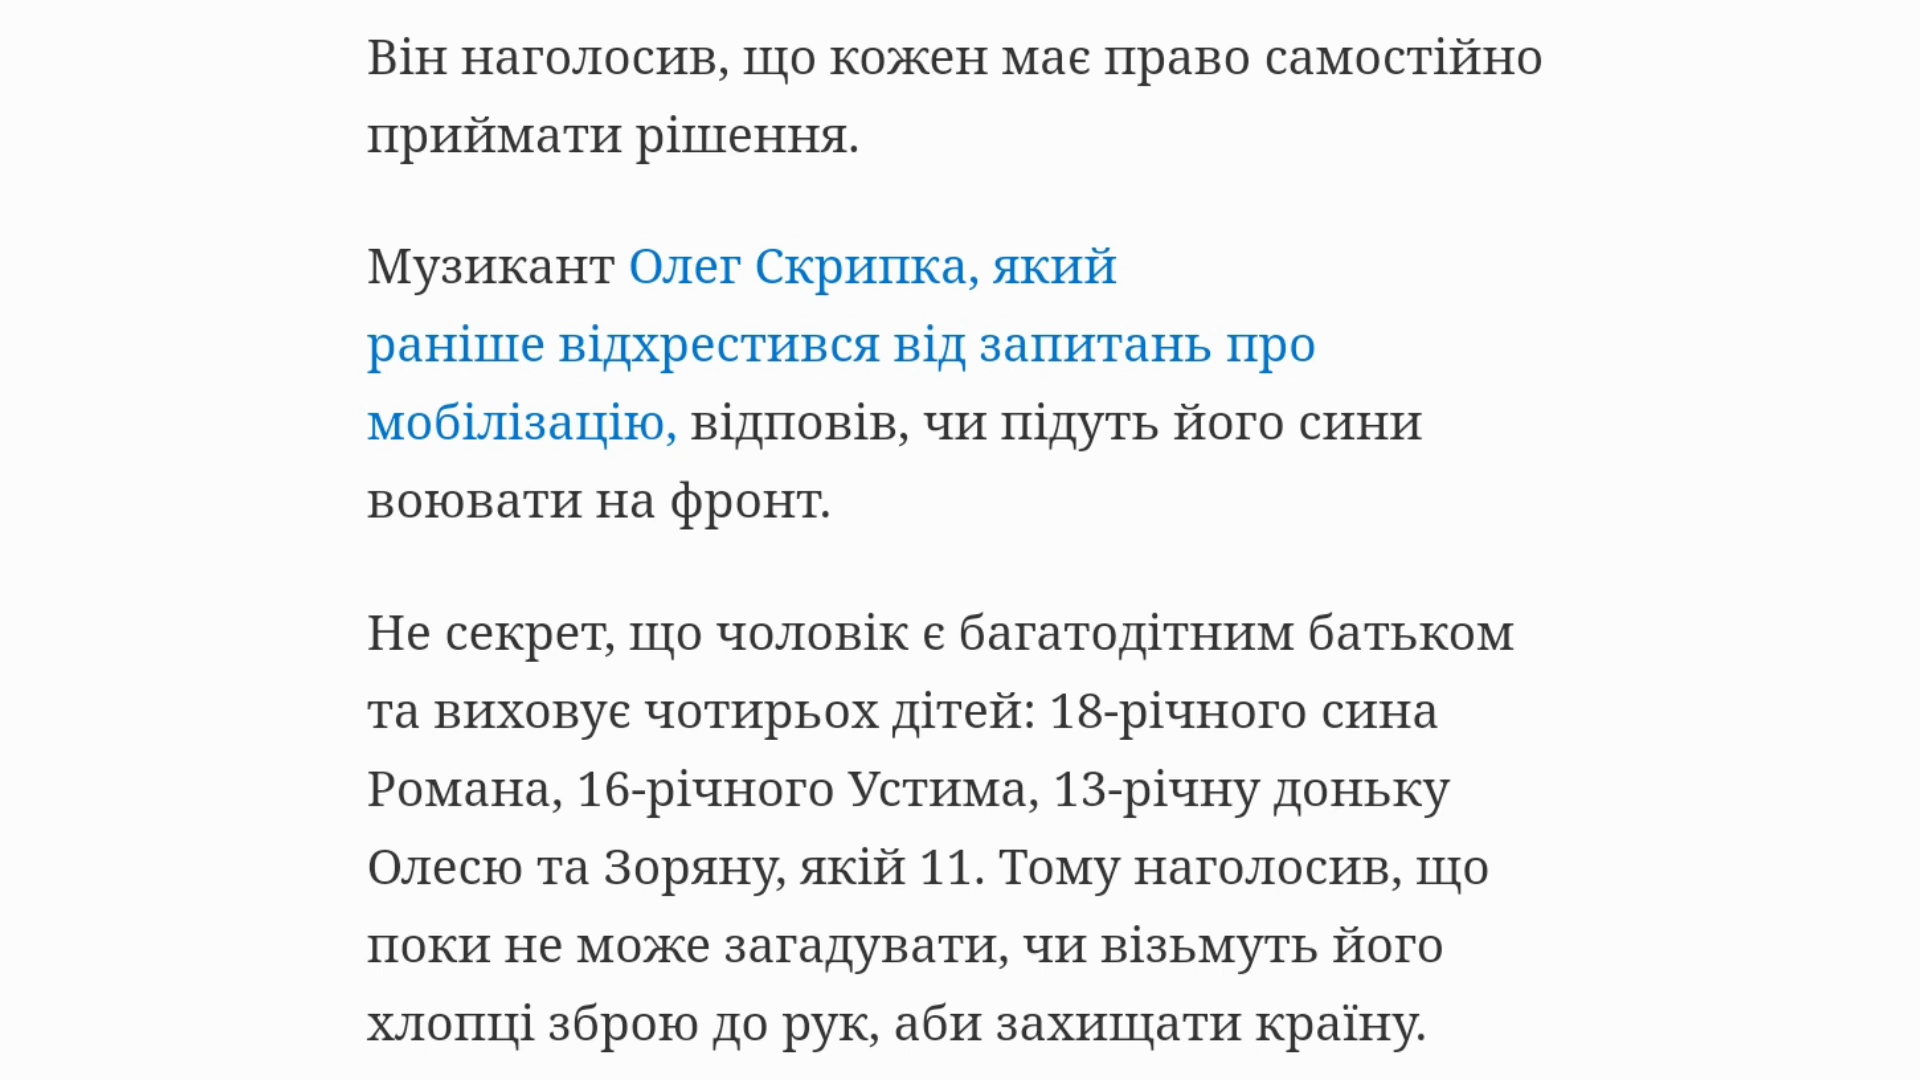 Він наголосив, що кожен має право самостійно
приймати рішення.
Музикант Олег Скрипка, який
раніше відхрестився від запитань про
мобілізацію, відповів, чи підуть його сини
воювати на фронт.
Не секрет, що чоловік є багатодітним батьком
та виховує чотирьох дітей: 18-річного сина
Романа, 16-річного Устима, 13-річну доньку
Олесю та Зоряну, якій 11. Тому наголосив, що
поки не може загадувати, чи візьмуть його
хлопці зброю до рук, аби захищати країну.